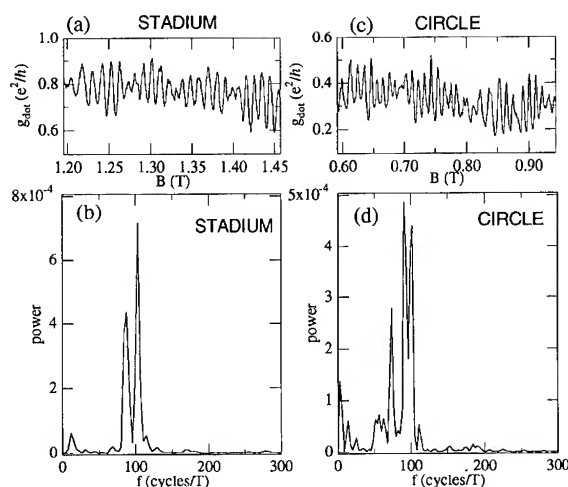 STADIUM
CIRCLE
(a)
g_dot (e²/h)
1.0
0.8
0.6
1.20 1.25 1.30 1.35 1.40 1.45
B (T)
(c)
g_dot (e²/h)
0.6
0.4
0.2
0.60 0.70 0.80 0.90
B (T)
(b)
STADIUM
8x10⁻⁴
6
4
2
0
power
0 100 200 300
f (cycles/T)
(d)
CIRCLE
5x10⁻⁴
4
3
2
1
0
power
0 100 200 300
f (cycles/T)